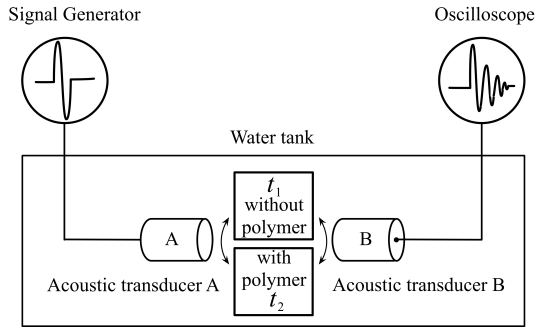 Signal Generator
Oscilloscope
Water tank
t1
without
polymer
A
B
with
polymer
t2
Acoustic transducer A
Acoustic transducer B